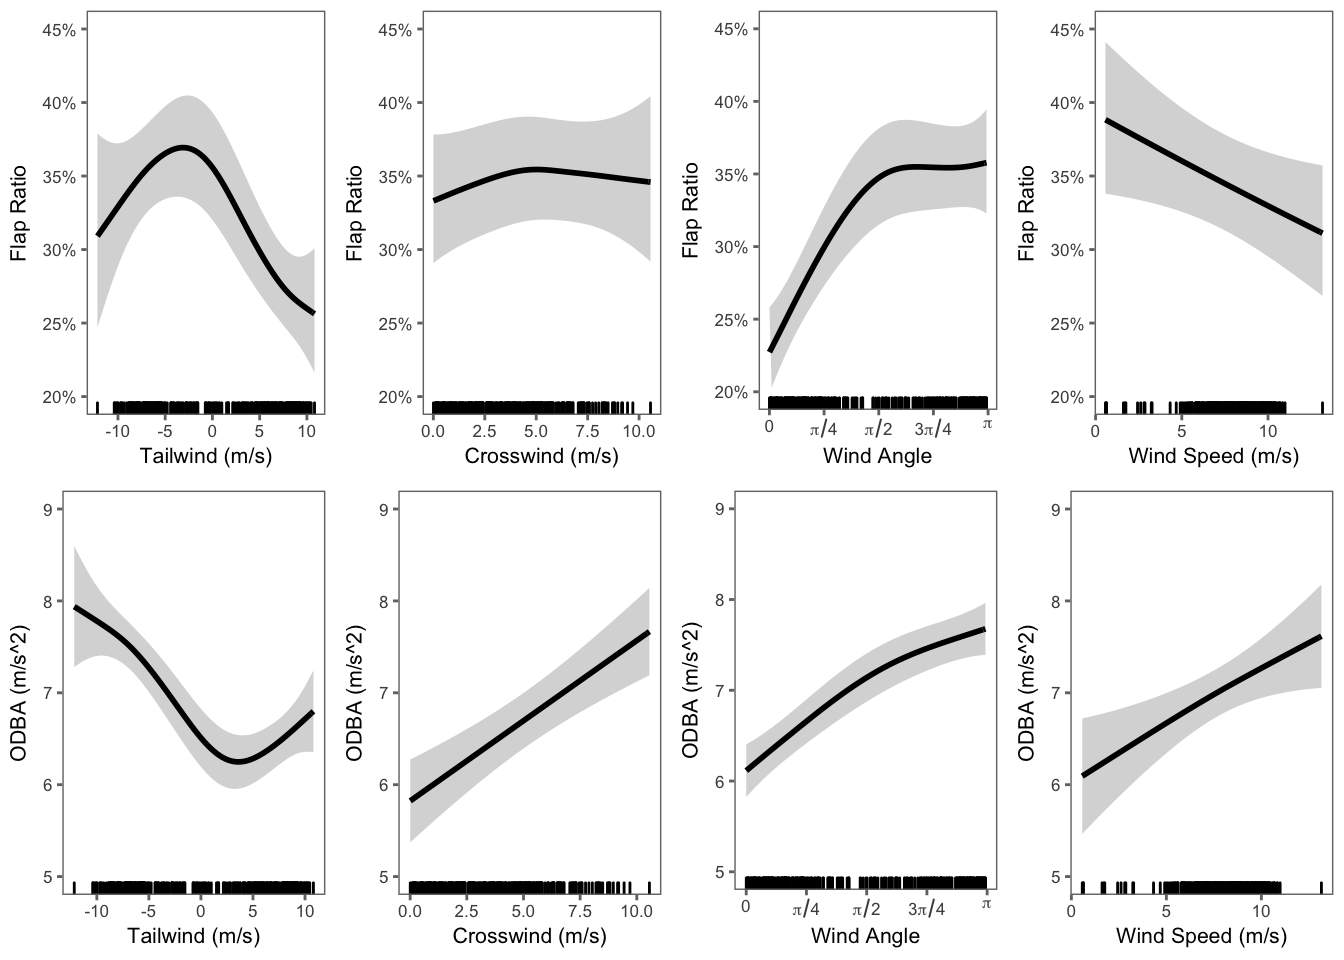 45%
40%
35%
30%
25%
20%
Flap Ratio
-10 -5 0 5 10
Tailwind (m/s)
45%
40%
35%
30%
25%
20%
Flap Ratio
0.0 2.5 5.0 7.5 10.0
Crosswind (m/s)
45%
40%
35%
30%
25%
20%
Flap Ratio
0 π/4 π/2 3π/4 π
Wind Angle
45%
40%
35%
30%
25%
20%
Flap Ratio
0 5 10
Wind Speed (m/s)
9
8
7
6
5
ODBA (m/s^2)
-10 -5 0 5 10
Tailwind (m/s)
9
8
7
6
5
ODBA (m/s^2)
0.0 2.5 5.0 7.5 10.0
Crosswind (m/s)
9
8
7
6
5
ODBA (m/s^2)
0 π/4 π/2 3π/4 π
Wind Angle
9
8
7
6
5
ODBA (m/s^2)
0 5 10
Wind Speed (m/s)